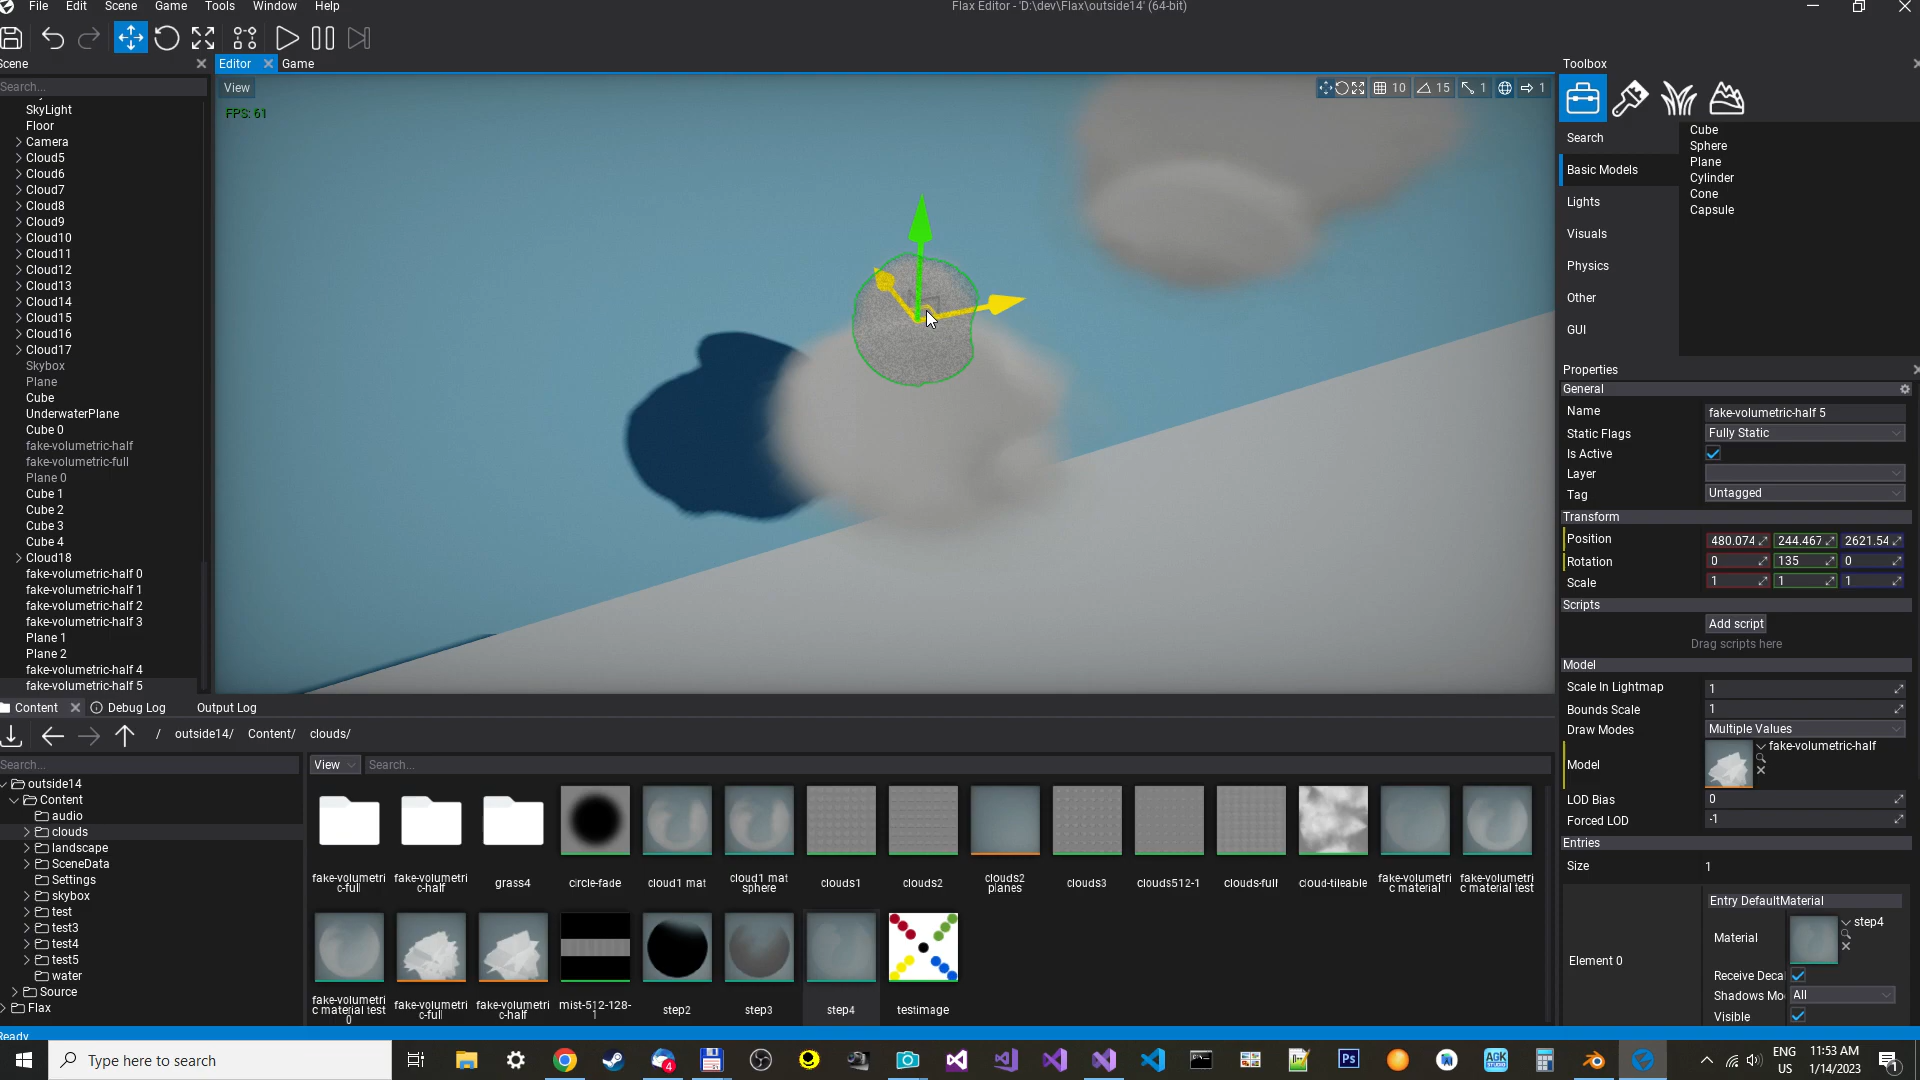 File Edit Scene Game Tools Window Help
Flax Editor - 'D:\dev\Flax\outside14' (64-bit)
Scene
Search...
SkyLight
Floor
Camera
Cloud5
Cloud6
Cloud7
Cloud8
Cloud9
Cloud10
Cloud11
Cloud12
Cloud13
Cloud14
Cloud15
Cloud16
Cloud17
Skybox
Plane
Cube
UnderwaterPlane
Cube 0
fake-volumetric-half
fake-volumetric-full
Plane 0
Cube 1
Cube 2
Cube 3
Cube 4
Cloud18
fake-volumetric-half 0
fake-volumetric-half 1
fake-volumetric-half 2
fake-volumetric-half 3
Plane 1
Plane 2
fake-volumetric-half 4
fake-volumetric-half 5
Editor Game
View
FPS: 61
10 15 1 1
Toolbox
Search
Basic Models
Lights
Visuals
Physics
Other
GUI
Cube
Sphere
Plane
Cylinder
Cone
Capsule
Properties
General
Name fake-volumetric-half 5
Static Flags Fully Static
Is Active
Layer
Tag Untagged
Transform
Position 480.074 244.467 2621.54
Rotation 0 135 0
Scale 1 1 1
Scripts
Add script
Drag scripts here
Model
Scale In Lightmap 1
Bounds Scale 1
Draw Modes Multiple Values
Model fake-volumetric-half
LOD Bias 0
Forced LOD -1
Entries
Size 1
Element 0
Entry DefaultMaterial
Material step4
Receive Deca
Shadows Mo All
Visible
Content Debug Log Output Log
/ outside14/ Content/ clouds/
Search...
outside14
Content
audio
clouds
landscape
SceneData
Settings
skybox
test
test3
test4
test5
water
Source
Flax
View Search...
fake-volumetri
c-full
fake-volumetri
c-half
grass4
circle-fade
cloud1 mat
cloud1 mat
sphere
clouds1
clouds2
clouds2
planes
clouds3
clouds512-1
clouds-full
cloud-tileable
fake-volumetri
c material
fake-volumetri
c material test
fake-volumetri
c material test
0
fake-volumetri
c-full
fake-volumetri
c-half
mist-512-128-
1
step2
step3
step4
testimage
Ready
Type here to search
4
Ps
AGK
STUDIO
ENG
US
11:53 AM
1/14/2023
1